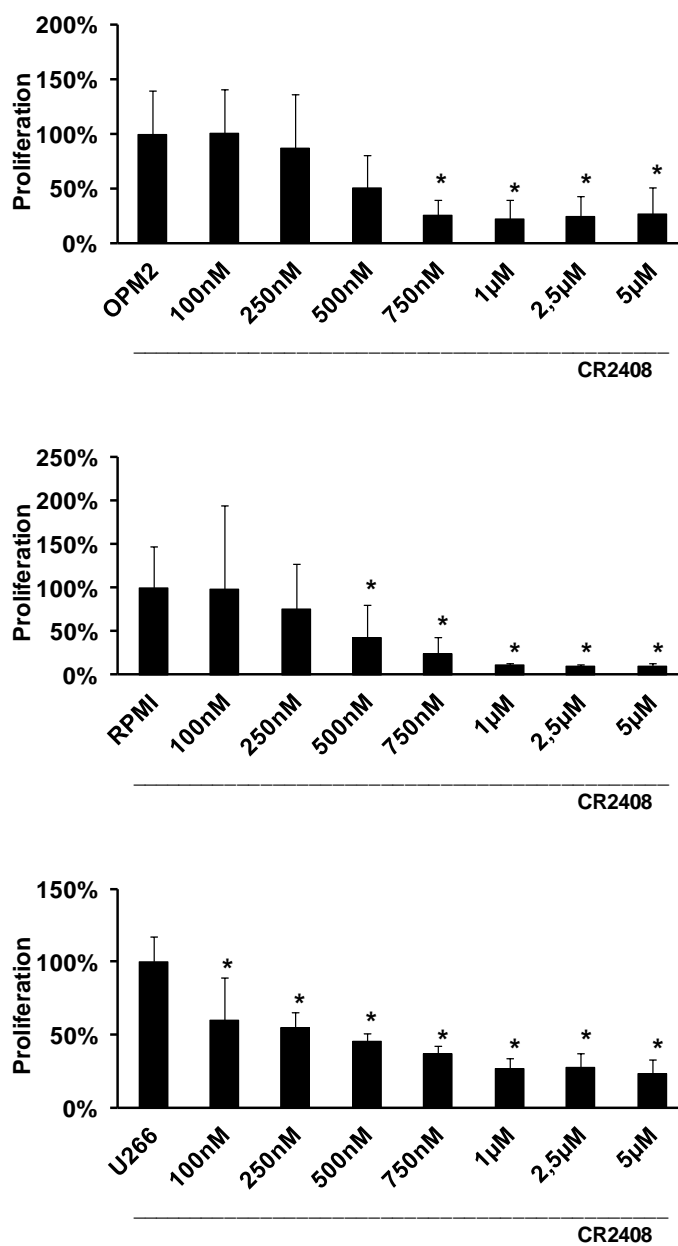 200%
150%
100%
50%
0%
Proliferation
* * * *
OPM2 100nM 250nM 500nM 750nM 1µM 2,5µM 5µM
CR2408
250%
200%
150%
100%
50%
0%
Proliferation
* * * * *
RPMI 100nM 250nM 500nM 750nM 1µM 2,5µM 5µM
CR2408
150%
100%
50%
0%
Proliferation
* * * * * * *
U266 100nM 250nM 500nM 750nM 1µM 2,5µM 5µM
CR2408